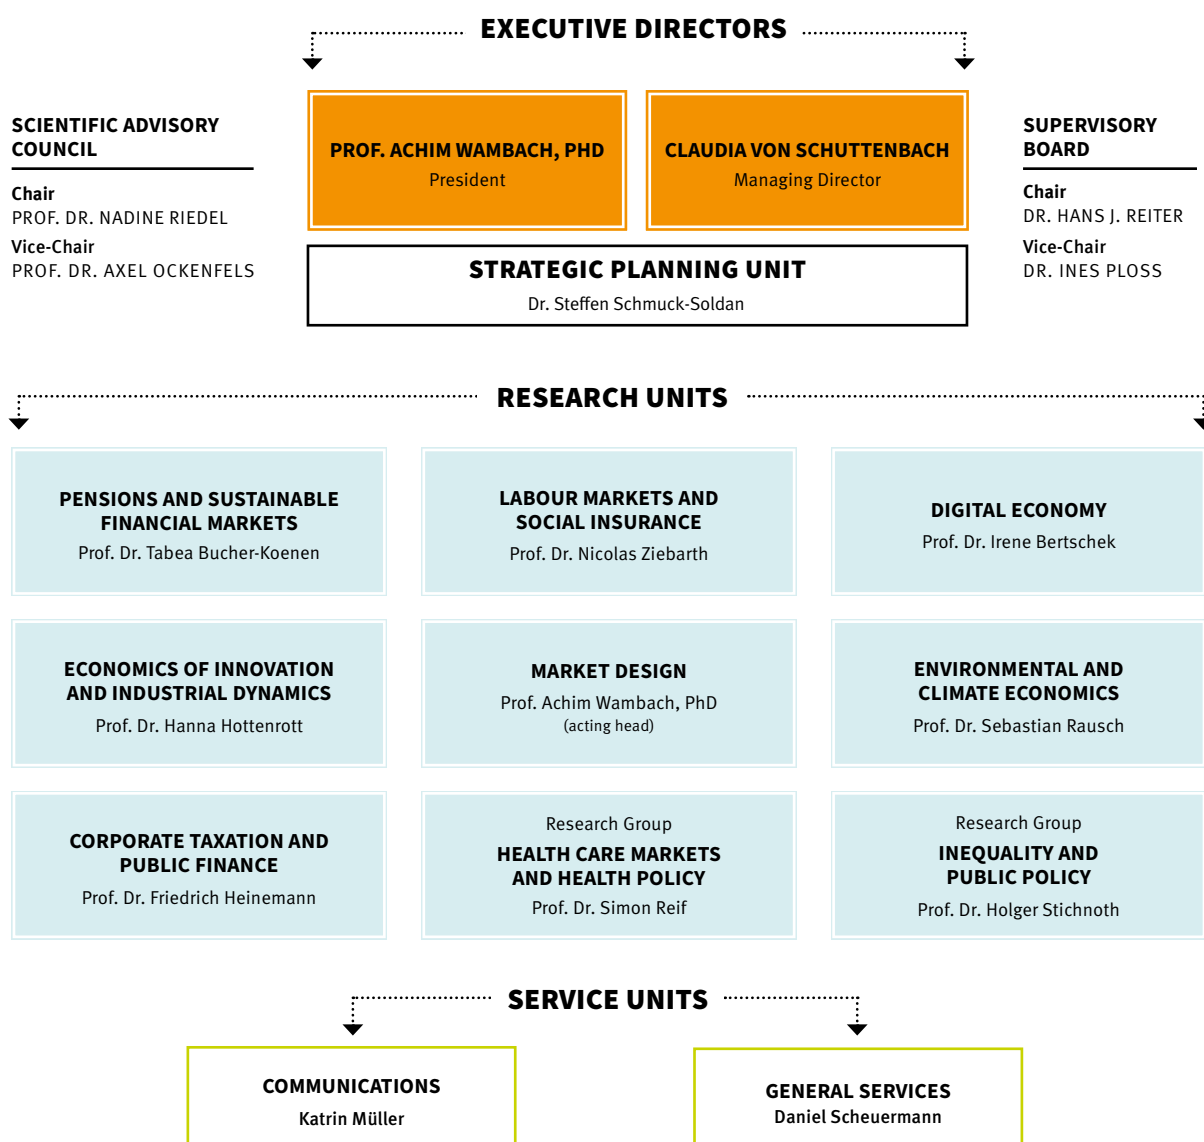 EXECUTIVE DIRECTORS
SCIENTIFIC ADVISORY
COUNCIL
Chair
PROF. DR. NADINE RIEDEL
Vice-Chair
PROF. DR. AXEL OCKENFELS
PROF. ACHIM WAMBACH, PHD
President
CLAUDIA VON SCHUTTENBACH
Managing Director
SUPERVISORY
BOARD
Chair
DR. HANS J. REITER
Vice-Chair
DR. INES PLOSS
STRATEGIC PLANNING UNIT
Dr. Steffen Schmuck-Soldan
RESEARCH UNITS
PENSIONS AND SUSTAINABLE
FINANCIAL MARKETS
Prof. Dr. Tabea Bucher-Koenen
LABOUR MARKETS AND
SOCIAL INSURANCE
Prof. Dr. Nicolas Ziebarth
DIGITAL ECONOMY
Prof. Dr. Irene Bertschek
ECONOMICS OF INNOVATION
AND INDUSTRIAL DYNAMICS
Prof. Dr. Hanna Hottenrott
MARKET DESIGN
Prof. Achim Wambach, PhD
(acting head)
ENVIRONMENTAL AND
CLIMATE ECONOMICS
Prof. Dr. Sebastian Rausch
CORPORATE TAXATION AND
PUBLIC FINANCE
Prof. Dr. Friedrich Heinemann
Research Group
HEALTH CARE MARKETS
AND HEALTH POLICY
Prof. Dr. Simon Reif
Research Group
INEQUALITY AND
PUBLIC POLICY
Prof. Dr. Holger Stichnoth
SERVICE UNITS
COMMUNICATIONS
Katrin Müller
GENERAL SERVICES
Daniel Scheuermann